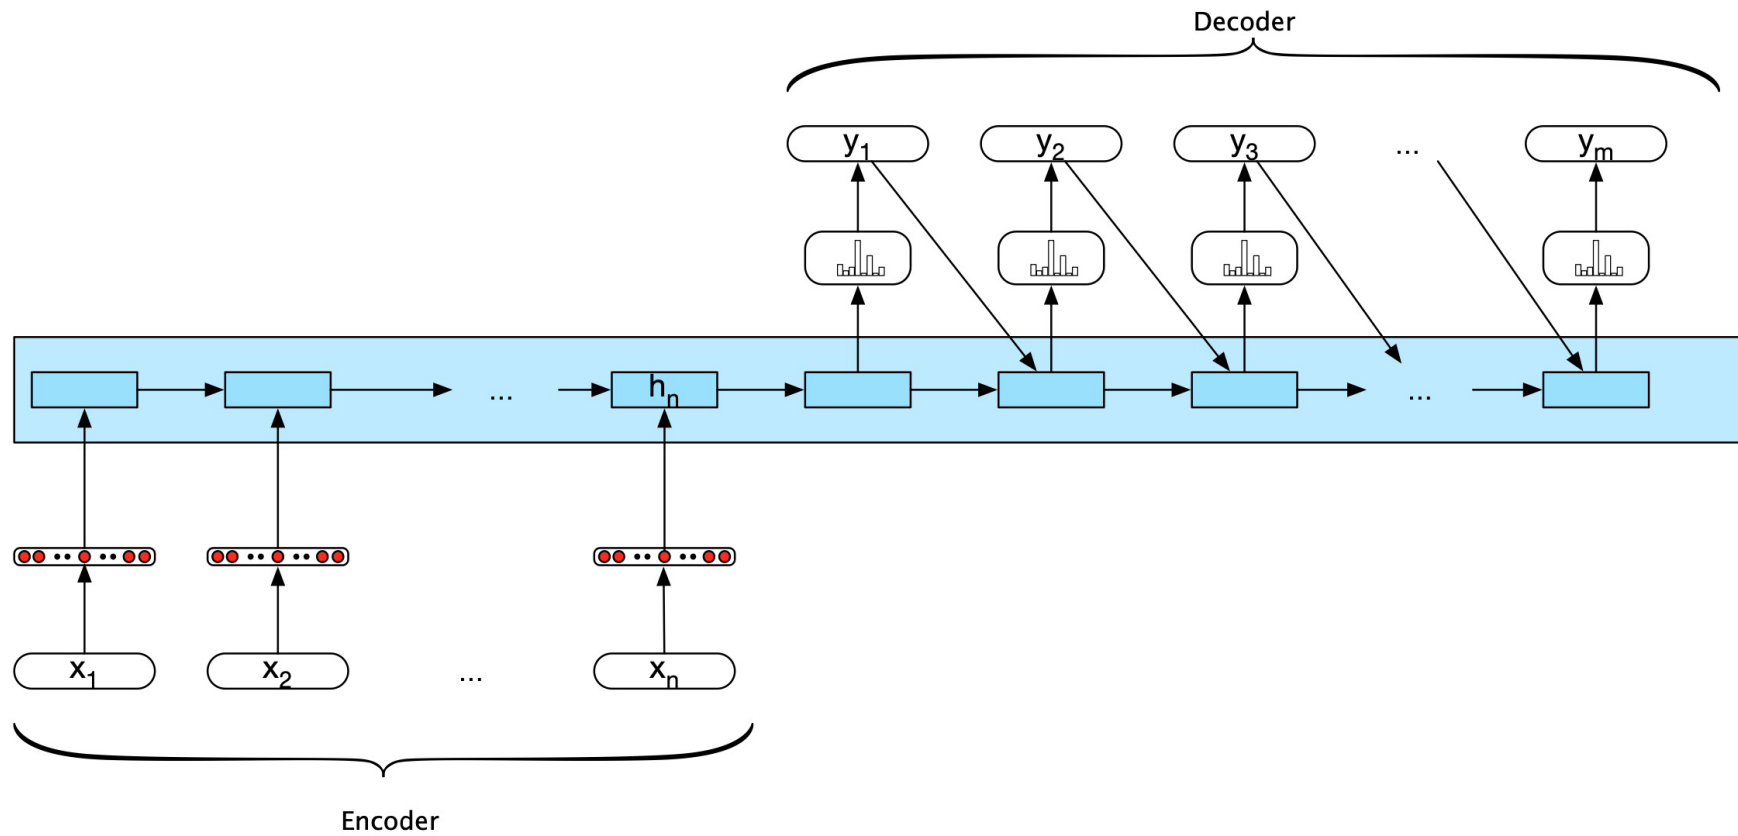 Decoder
y₁ y₂ y₃ ... yₘ
hₙ
... ...
x₁ x₂ ... xₙ
Encoder